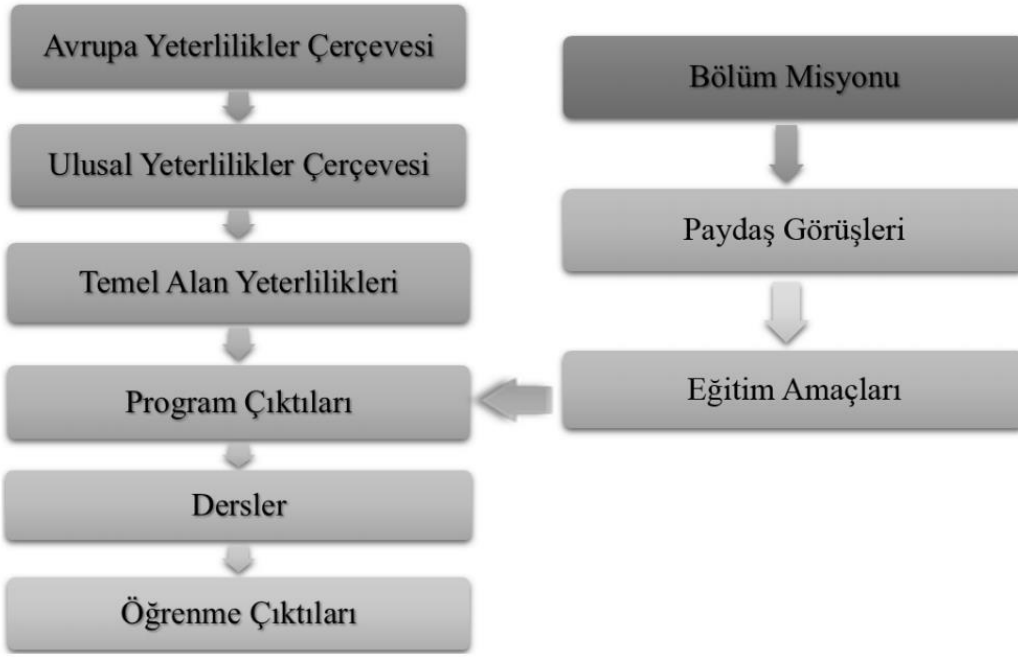 Avrupa Yeterlilikler Çerçevesi
Ulusal Yeterlilikler Çerçevesi
Temel Alan Yeterlilikleri
Program Çıktıları
Dersler
Öğrenme Çıktıları
Bölüm Misyonu
Paydaş Görüşleri
Eğitim Amaçları